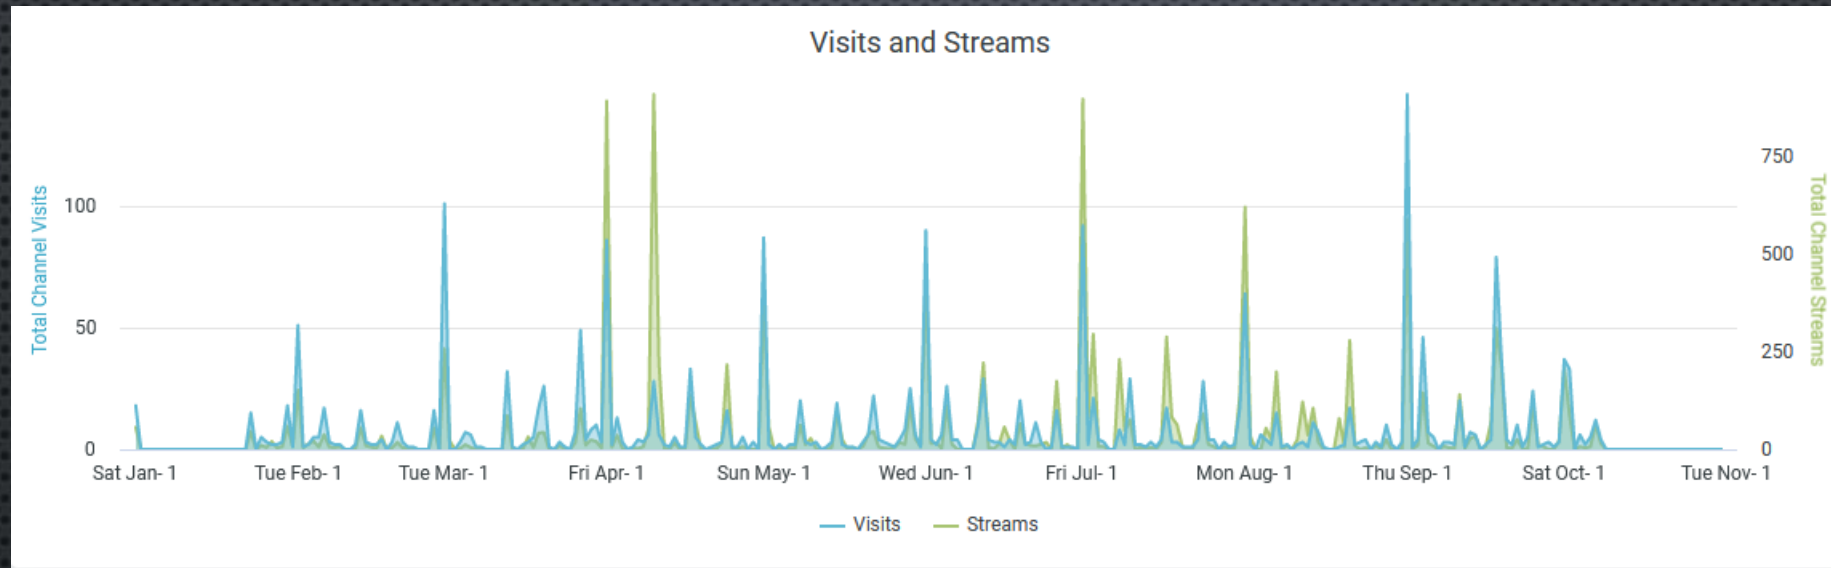 Visits and Streams
Total Channel Visits
100
50
0
750
500
250
0
Total Channel Streams
Sat Jan- 1
Tue Feb- 1
Tue Mar- 1
Fri Apr- 1
Sun May- 1
Wed Jun- 1
Fri Jul- 1
Mon Aug- 1
Thu Sep- 1
Sat Oct- 1
Tue Nov- 1
Visits
Streams